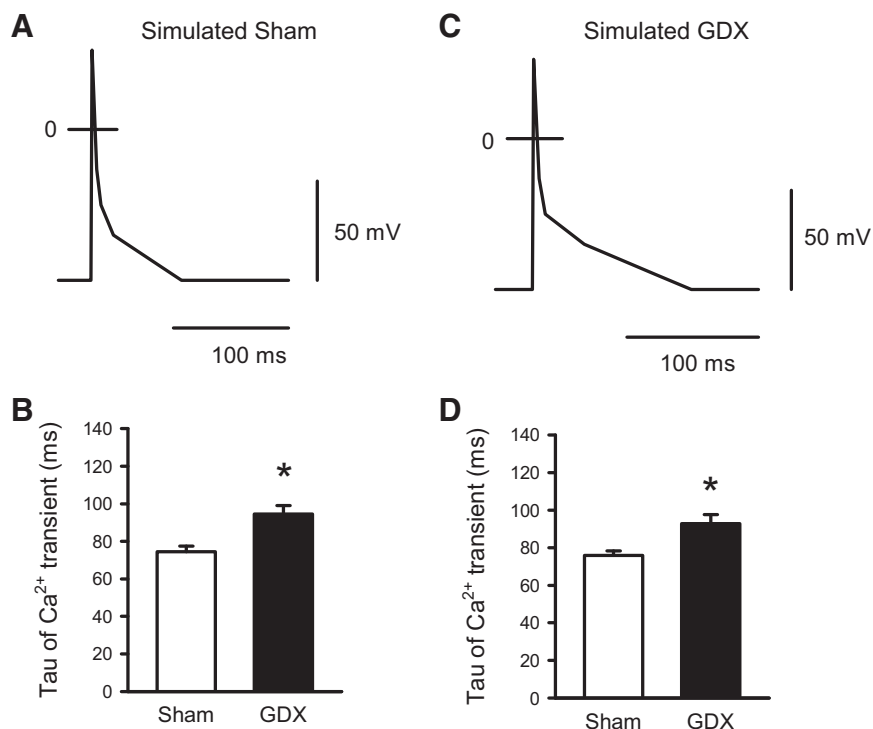 A
Simulated Sham
0
50 mV
100 ms
C
Simulated GDX
0
50 mV
100 ms
B
Tau of Ca²⁺ transient (ms)
140
120
100
80
60
40
20
0
*
Sham
GDX
D
Tau of Ca²⁺ transient (ms)
140
120
100
80
60
40
20
0
*
Sham
GDX